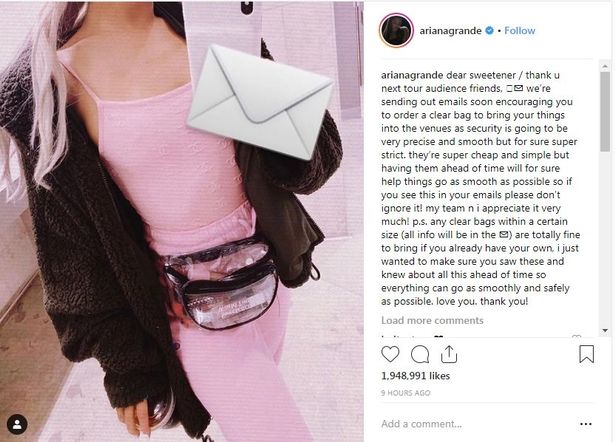 arianagrande • Follow
arianagrande dear sweetener / thank u
next tour audience friends, ✉ we're
sending out emails soon encouraging you
to order a clear bag to bring your things
into the venues as security is going to be
very precise and smooth but for sure super
strict. they're super cheap and simple but
having them ahead of time will for sure
help things go as smooth as possible so if
you see this in your emails please don't
ignore it! my team n i appreciate it very
much! p.s. any clear bags within a certain
size (all info will be in the ✉) are totally fine
to bring if you already have your own, i just
wanted to make sure you saw these and
knew about all this ahead of time so
everything can go as smoothly and safely
as possible. love you. thank you!
Load more comments
1,948,991 likes
9 HOURS AGO
Add a comment...